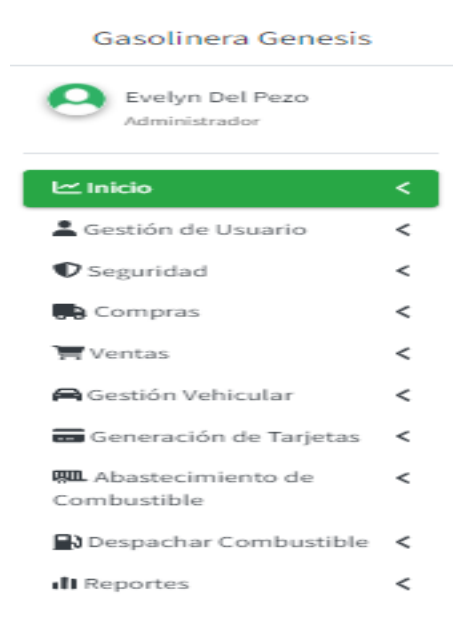 Gasolinera Genesis
Evelyn Del Pezo
Administrador
Inicio
Gestión de Usuario
Seguridad
Compras
Ventas
Gestión Vehicular
Generación de Tarjetas
Abastecimiento de
Combustible
Despachar Combustible
Reportes